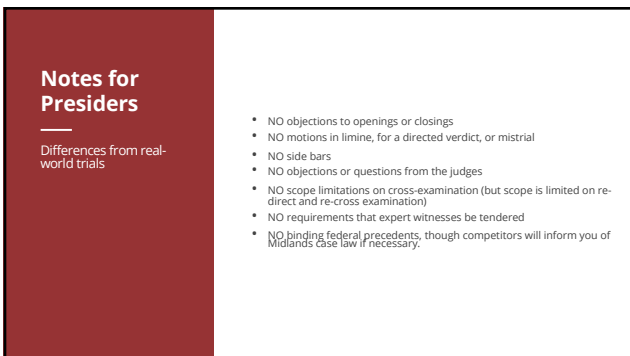 Notes for
Presiders
Differences from real-
world trials
• NO objections to openings or closings
• NO motions in limine, for a directed verdict, or mistrial
• NO side bars
• NO objections or questions from the judges
• NO scope limitations on cross-examination (but scope is limited on re-
direct and re-cross examination)
• NO requirements that expert witnesses be tendered
• NO binding federal precedents, though competitors will inform you of
Midlands case law if necessary.